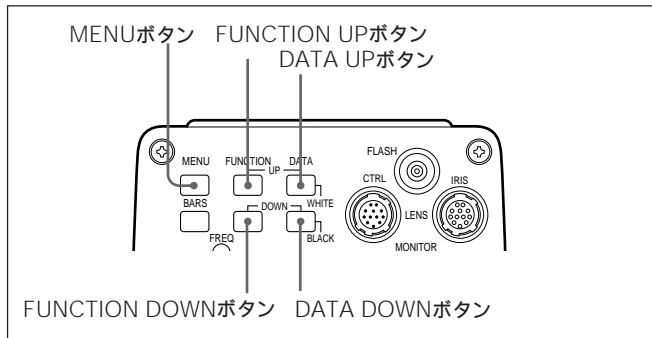 MENUボタン FUNCTION UPボタン
DATA UPボタン
MENU FUNCTION DATA FLASH
UP
CTRL IRIS
BARS DOWN WHITE
LENS
FREQ BLACK MONITOR
FUNCTION DOWNボタン DATA DOWNボタン